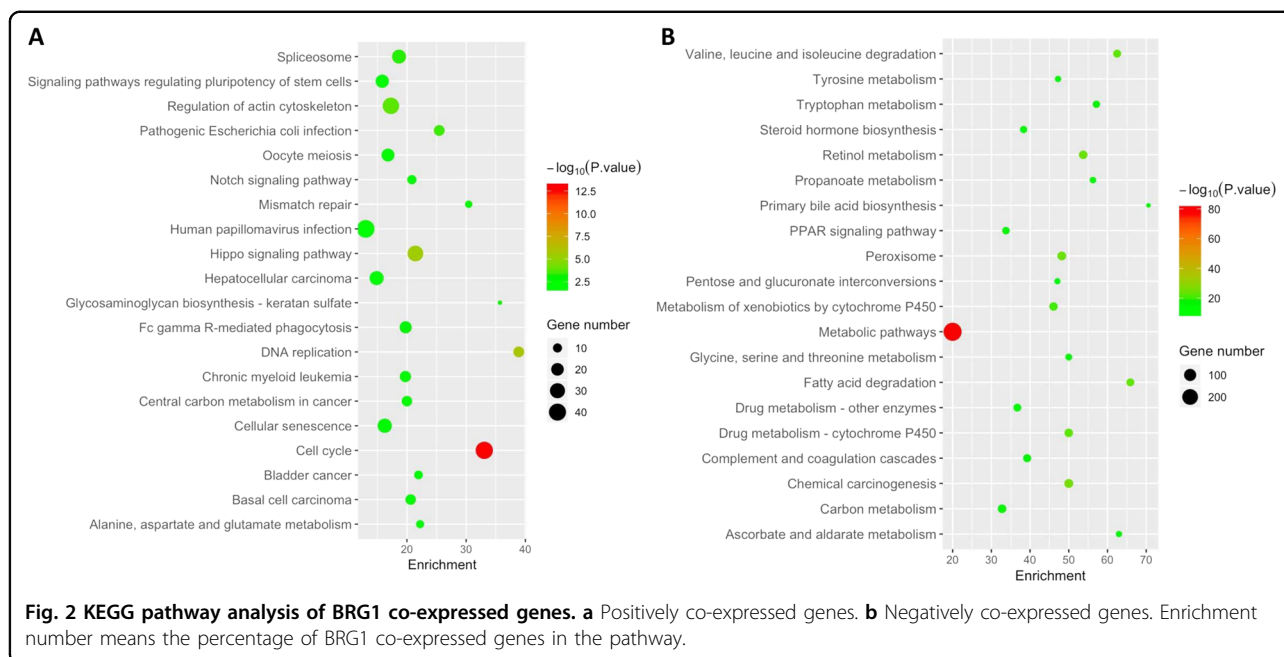 A
Spliceosome
Signaling pathways regulating pluripotency of stem cells
Regulation of actin cytoskeleton
Pathogenic Escherichia coli infection
Oocyte meiosis
Notch signaling pathway
Mismatch repair
Human papillomavirus infection
Hippo signaling pathway
Hepatocellular carcinoma
Glycosaminoglycan biosynthesis - keratan sulfate
Fc gamma R-mediated phagocytosis
DNA replication
Chronic myeloid leukemia
Central carbon metabolism in cancer
Cellular senescence
Cell cycle
Bladder cancer
Basal cell carcinoma
Alanine, aspartate and glutamate metabolism
20 30 40
Enrichment
−log10(P.value)
12.5
10.0
7.5
5.0
2.5
Gene number
10
20
30
40
B
Valine, leucine and isoleucine degradation
Tyrosine metabolism
Tryptophan metabolism
Steroid hormone biosynthesis
Retinol metabolism
Propanoate metabolism
Primary bile acid biosynthesis
PPAR signaling pathway
Peroxisome
Pentose and glucuronate interconversions
Metabolism of xenobiotics by cytochrome P450
Metabolic pathways
Glycine, serine and threonine metabolism
Fatty acid degradation
Drug metabolism - other enzymes
Drug metabolism - cytochrome P450
Complement and coagulation cascades
Chemical carcinogenesis
Carbon metabolism
Ascorbate and aldarate metabolism
20 30 40 50 60 70
Enrichment
−log10(P.value)
80
60
40
20
Gene number
100
200
Fig. 2 KEGG pathway analysis of BRG1 co-expressed genes. a Positively co-expressed genes. b Negatively co-expressed genes. Enrichment
number means the percentage of BRG1 co-expressed genes in the pathway.